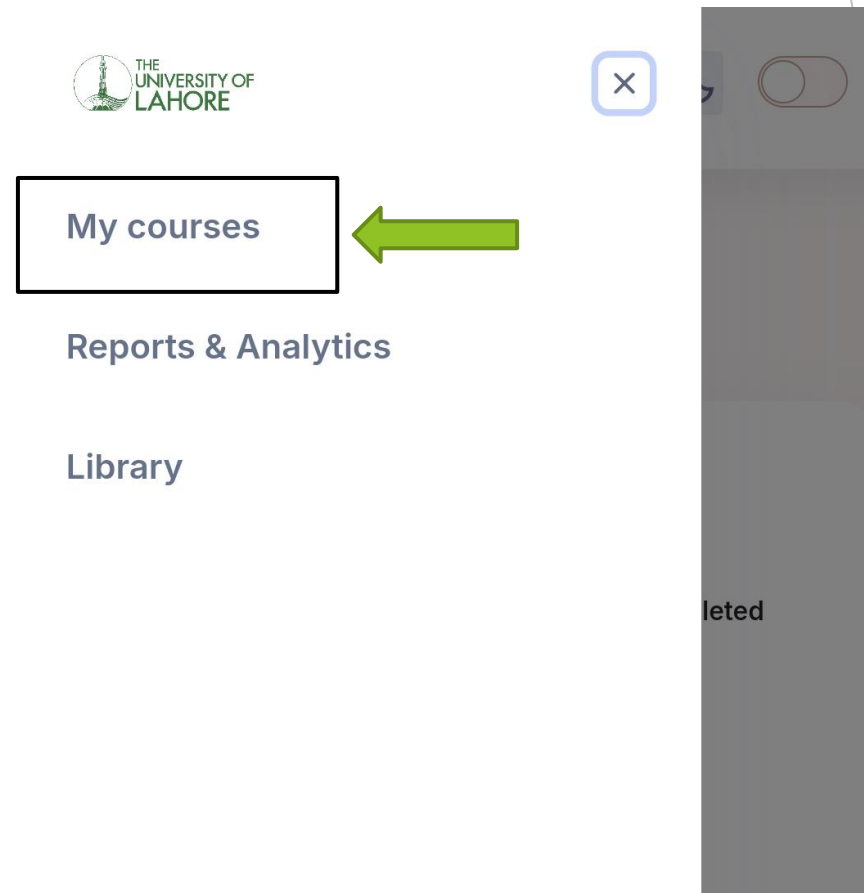 THE
UNIVERSITY OF
LAHORE
My courses
Reports & Analytics
Library
leted